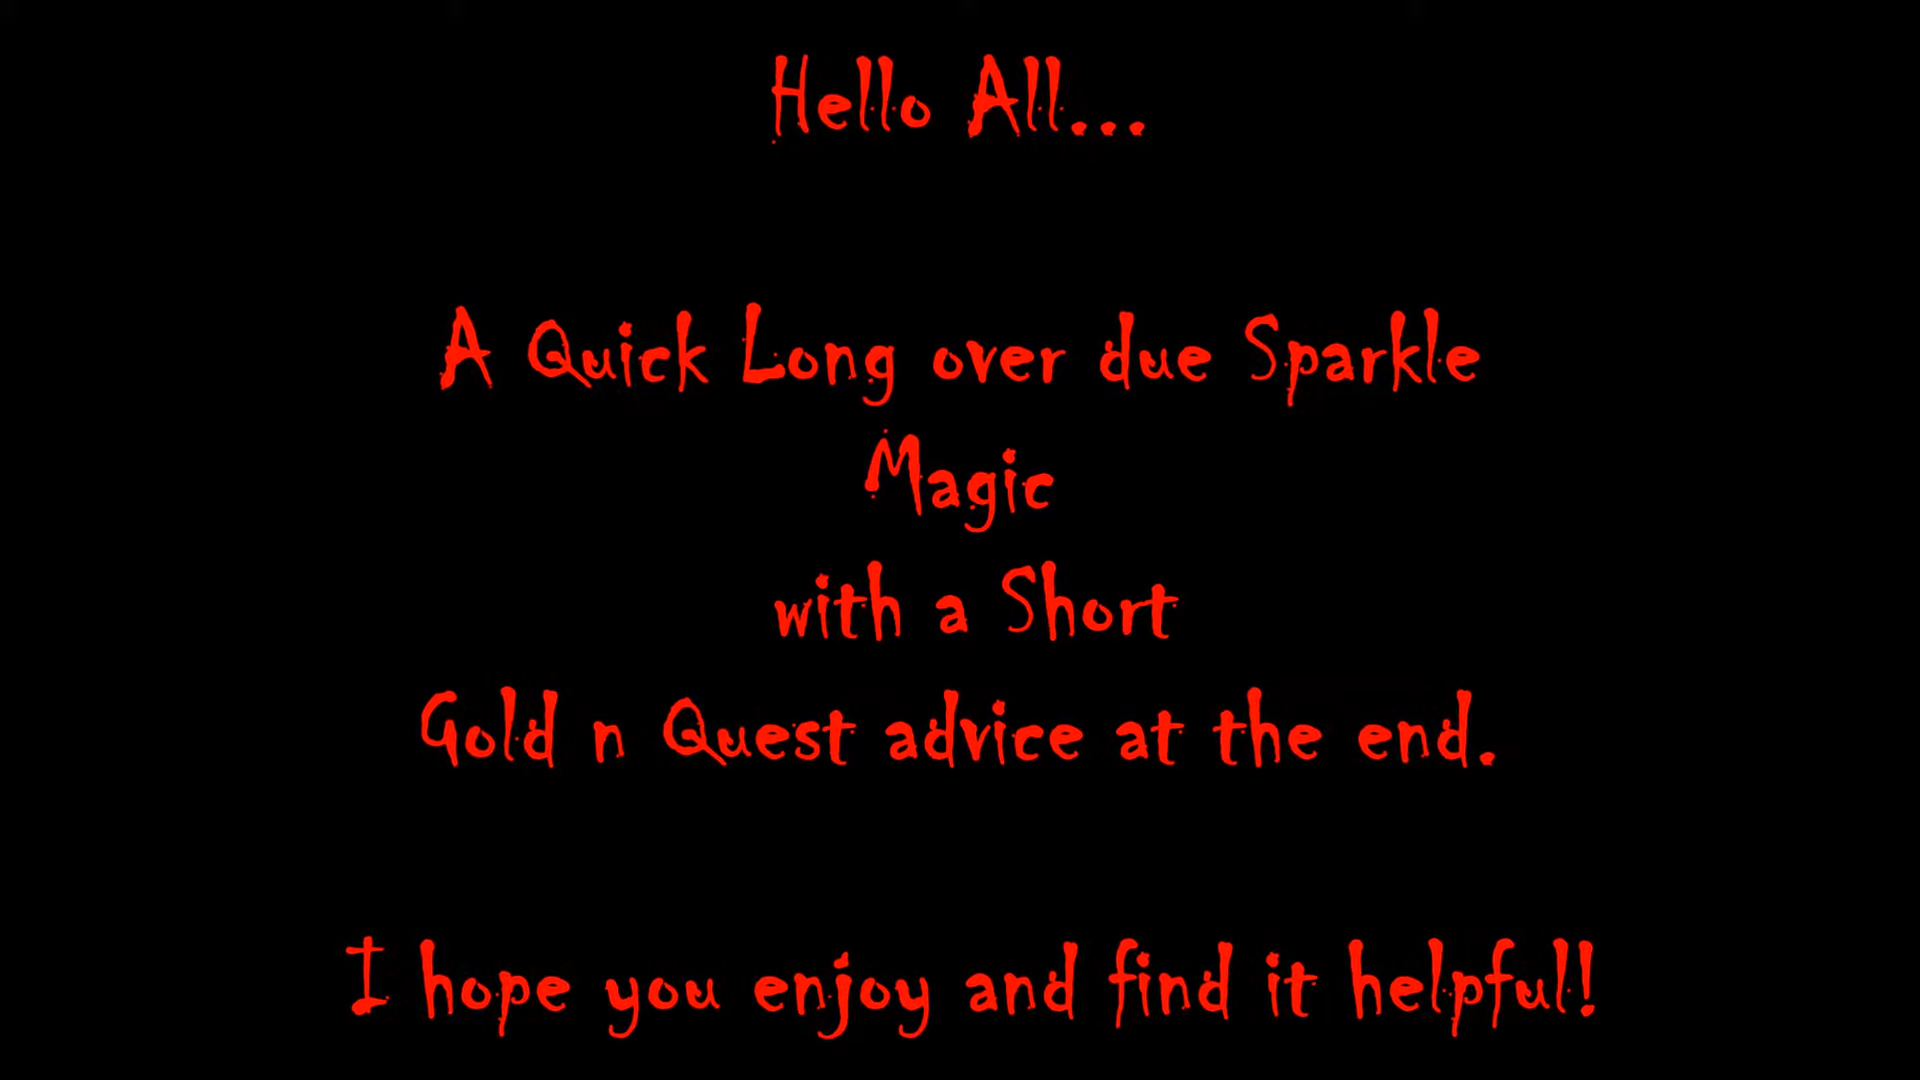 Hello All...
A Quick Long over due Sparkle
Magic
with a Short
Gold n Quest advice at the end.
I hope you enjoy and find it helpful!